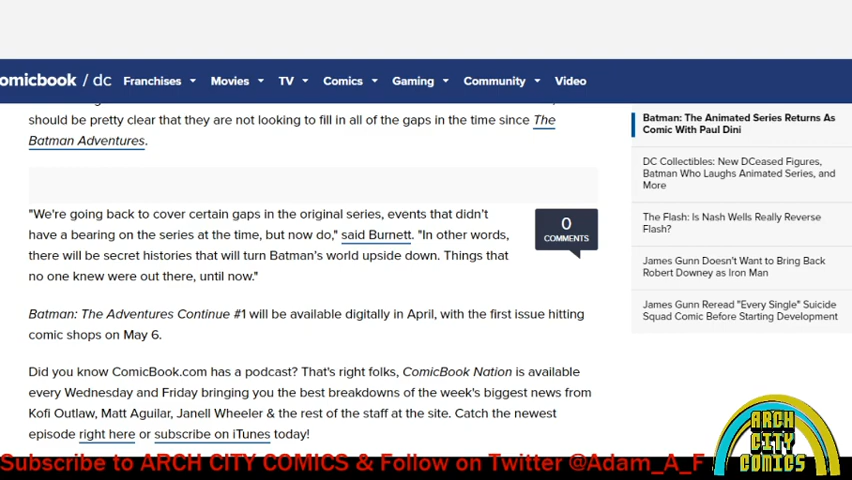 omicbook / dc Franchises Movies TV Comics Gaming Community Video
should be pretty clear that they are not looking to fill in all of the gaps in the time since The
Batman Adventures.
"We're going back to cover certain gaps in the original series, events that didn't
have a bearing on the series at the time, but now do," said Burnett. "In other words,
there will be secret histories that will turn Batman's world upside down. Things that
no one knew were out there, until now."
0
COMMENTS
Batman: The Adventures Continue #1 will be available digitally in April, with the first issue hitting
comic shops on May 6.
Did you know ComicBook.com has a podcast? That's right folks, ComicBook Nation is available
every Wednesday and Friday bringing you the best breakdowns of the week's biggest news from
Kofi Outlaw, Matt Aguilar, Janell Wheeler & the rest of the staff at the site. Catch the newest
episode right here or subscribe on iTunes today!
Batman: The Animated Series Returns As
Comic With Paul Dini
DC Collectibles: New DCeased Figures,
Batman Who Laughs Animated Series, and
More
The Flash: Is Nash Wells Really Reverse
Flash?
James Gunn Doesn't Want to Bring Back
Robert Downey as Iron Man
James Gunn Reread "Every Single" Suicide
Squad Comic Before Starting Development
Subscribe to ARCH CITY COMICS & Follow on Twitter @Adam_A_F
ARCH
CITY
COMICS